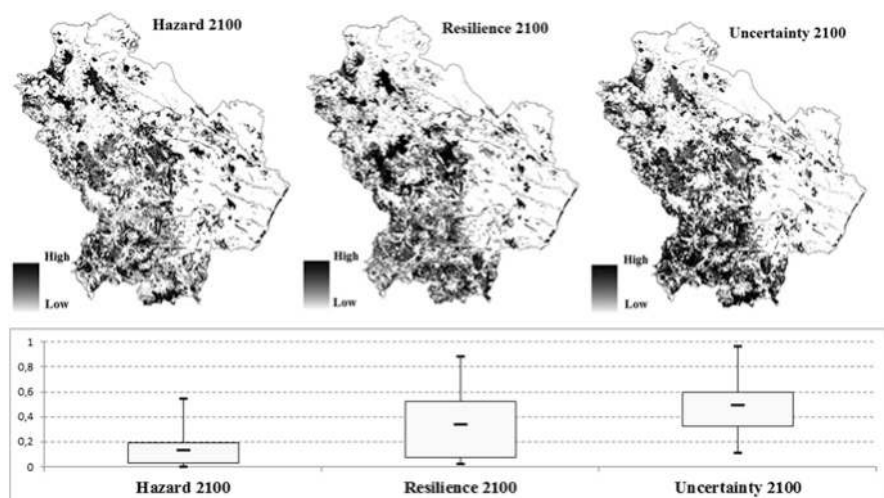 Hazard 2100
Resilience 2100
Uncertainty 2100
High
Low
High
Low
High
Low
1
0,8
0,6
0,4
0,2
0
Hazard 2100
Resilience 2100
Uncertainty 2100